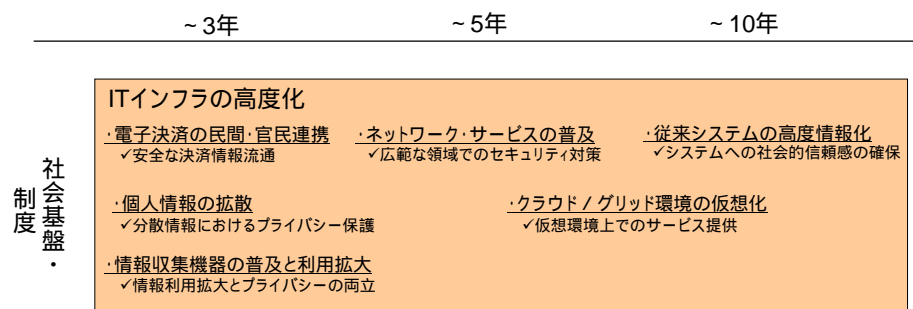 ~3年 ~5年 ~10年
ITインフラの高度化
・電子決済の民間・官民連携 ・ネットワーク・サービスの普及 ・従来システムの高度情報化
✓安全な決済情報流通 ✓広範な領域でのセキュリティ対策 ✓システムへの社会的信頼感の確保
社会基盤・
制度
・個人情報の拡散 ・クラウド/グリッド環境の仮想化
✓分散情報におけるプライバシー保護 ✓仮想環境上でのサービス提供
・情報収集機器の普及と利用拡大
✓情報利用拡大とプライバシーの両立